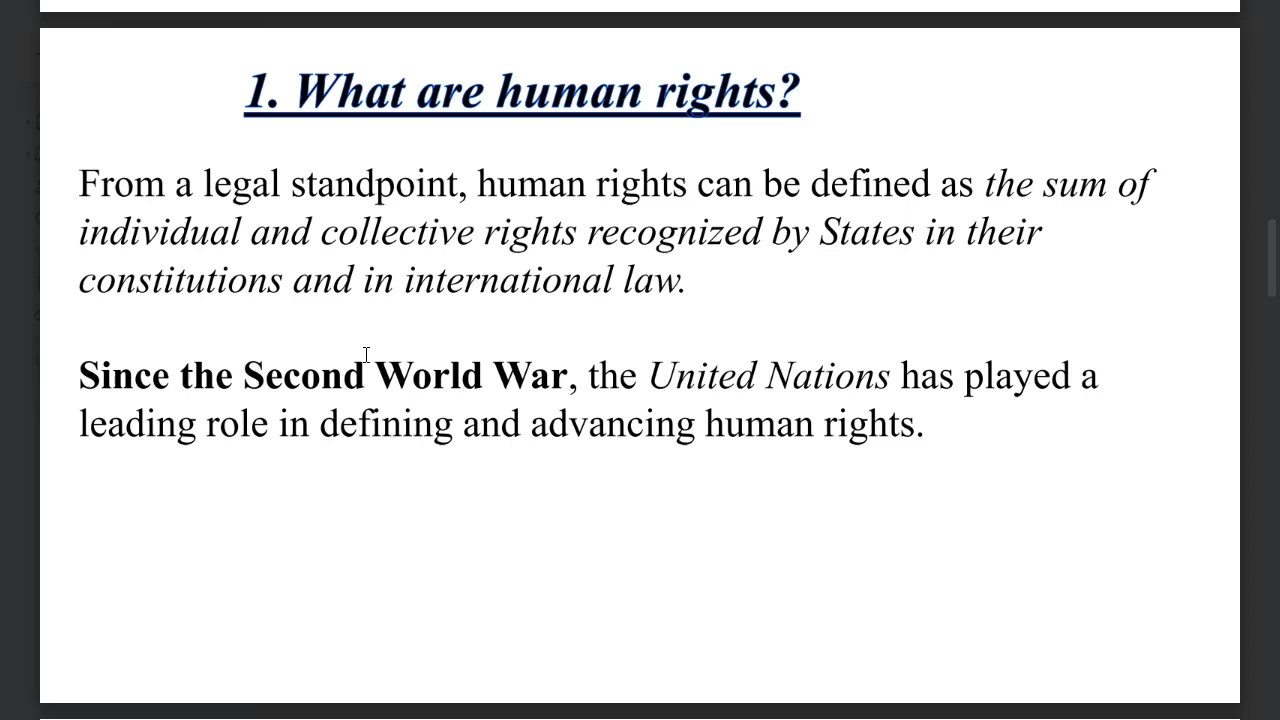 1. What are human rights?
From a legal standpoint, human rights can be defined as the sum of
individual and collective rights recognized by States in their
constitutions and in international law.
Since the Second World War, the United Nations has played a
leading role in defining and advancing human rights.